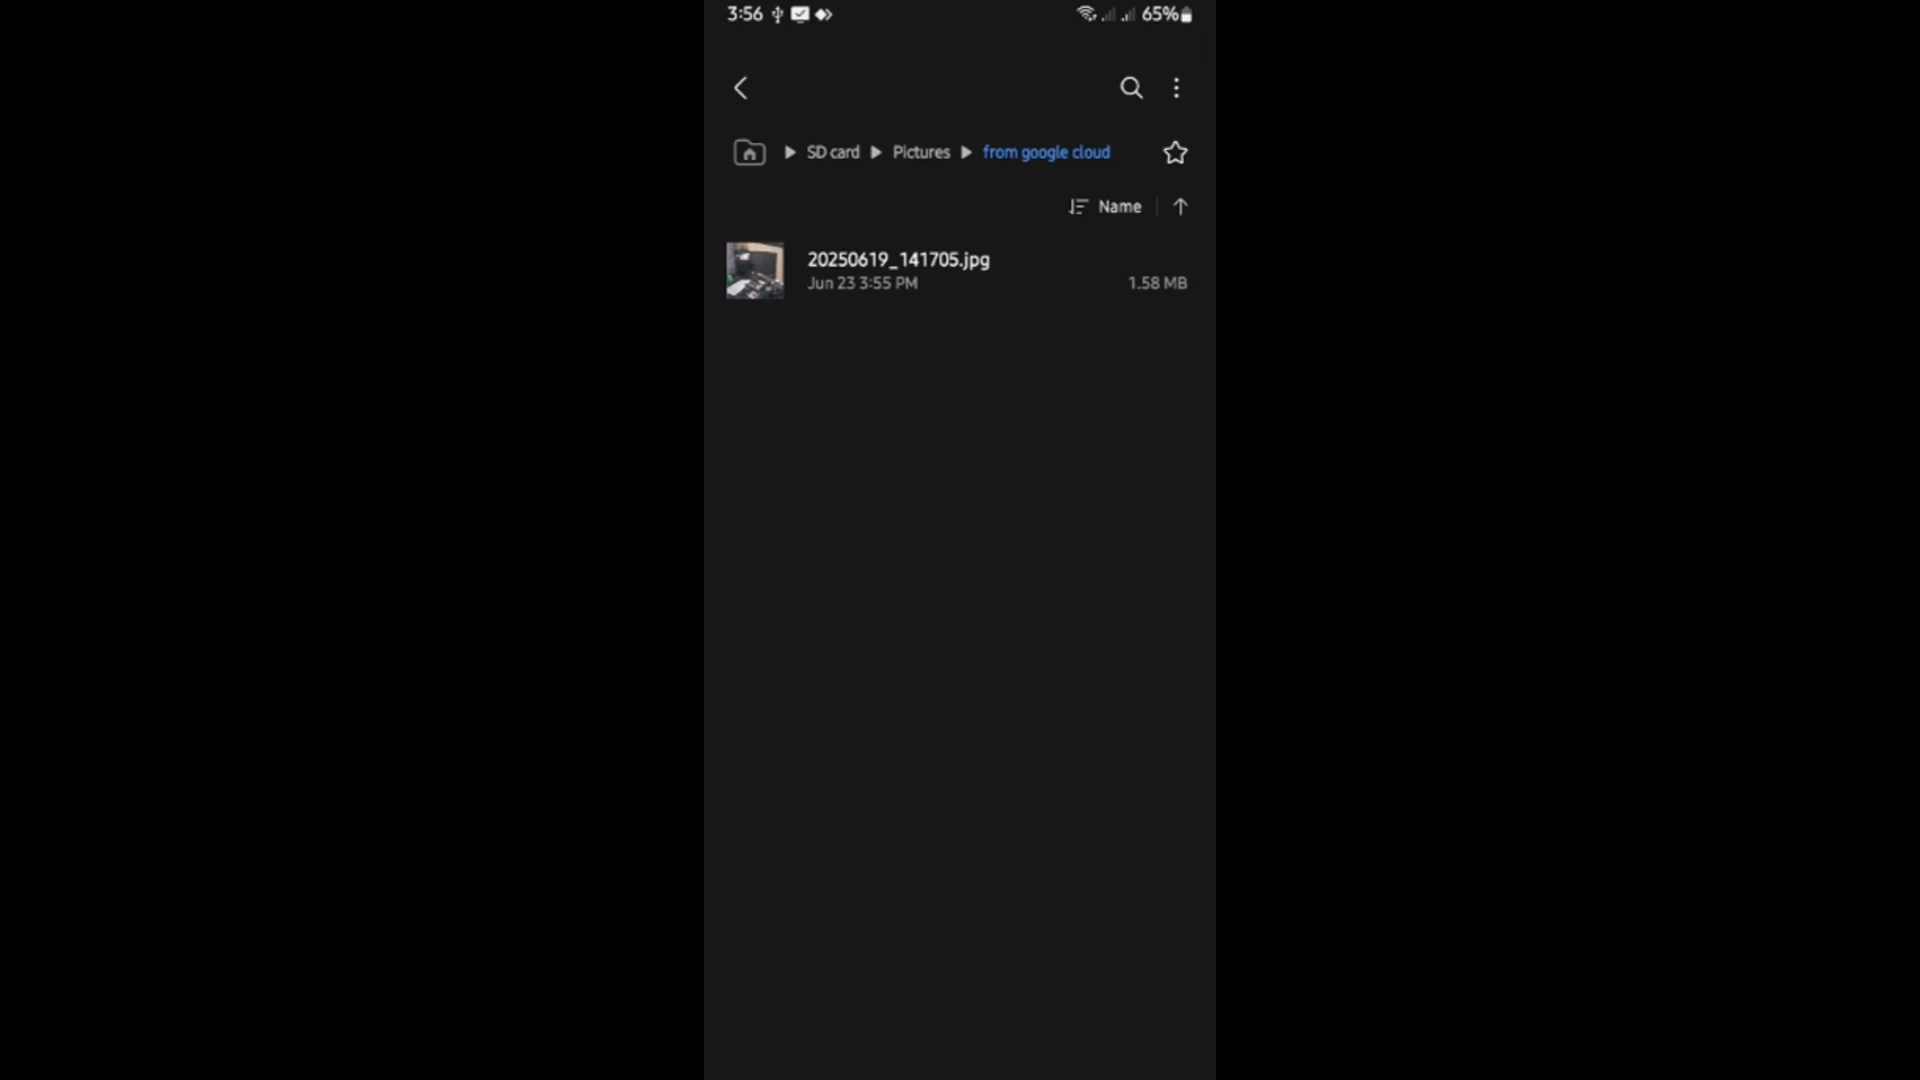 3:56
65%
SD card
Pictures
from google cloud
Name
20250619_141705.jpg
Jun 23 3:55 PM
1.58 MB